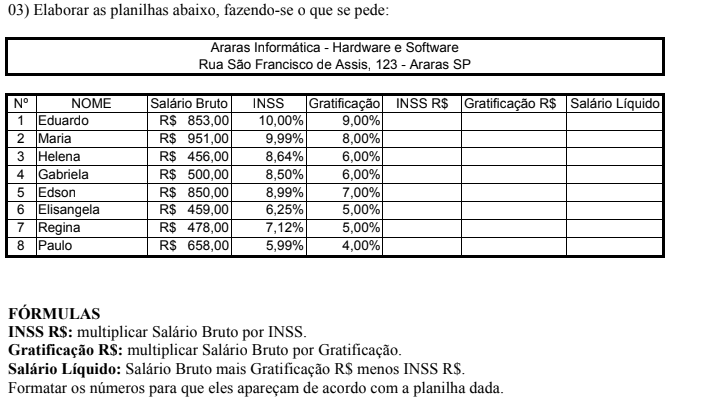 03) Elaborar as planilhas abaixo, fazendo-se o que se pede:
Araras Informática - Hardware e Software
Rua São Francisco de Assis, 123 - Araras SP
Nº NOME Salário Bruto INSS Gratificação INSS R$ Gratificação R$ Salário Líquido
1 Eduardo R$ 853,00 10,00% 9,00%
2 Maria R$ 951,00 9,99% 8,00%
3 Helena R$ 456,00 8,64% 6,00%
4 Gabriela R$ 500,00 8,50% 6,00%
5 Edson R$ 850,00 8,99% 7,00%
6 Elisangela R$ 459,00 6,25% 5,00%
7 Regina R$ 478,00 7,12% 5,00%
8 Paulo R$ 658,00 5,99% 4,00%
FÓRMULAS
INSS R$: multiplicar Salário Bruto por INSS.
Gratificação R$: multiplicar Salário Bruto por Gratificação.
Salário Líquido: Salário Bruto mais Gratificação R$ menos INSS R$.
Formatar os números para que eles apareçam de acordo com a planilha dada.